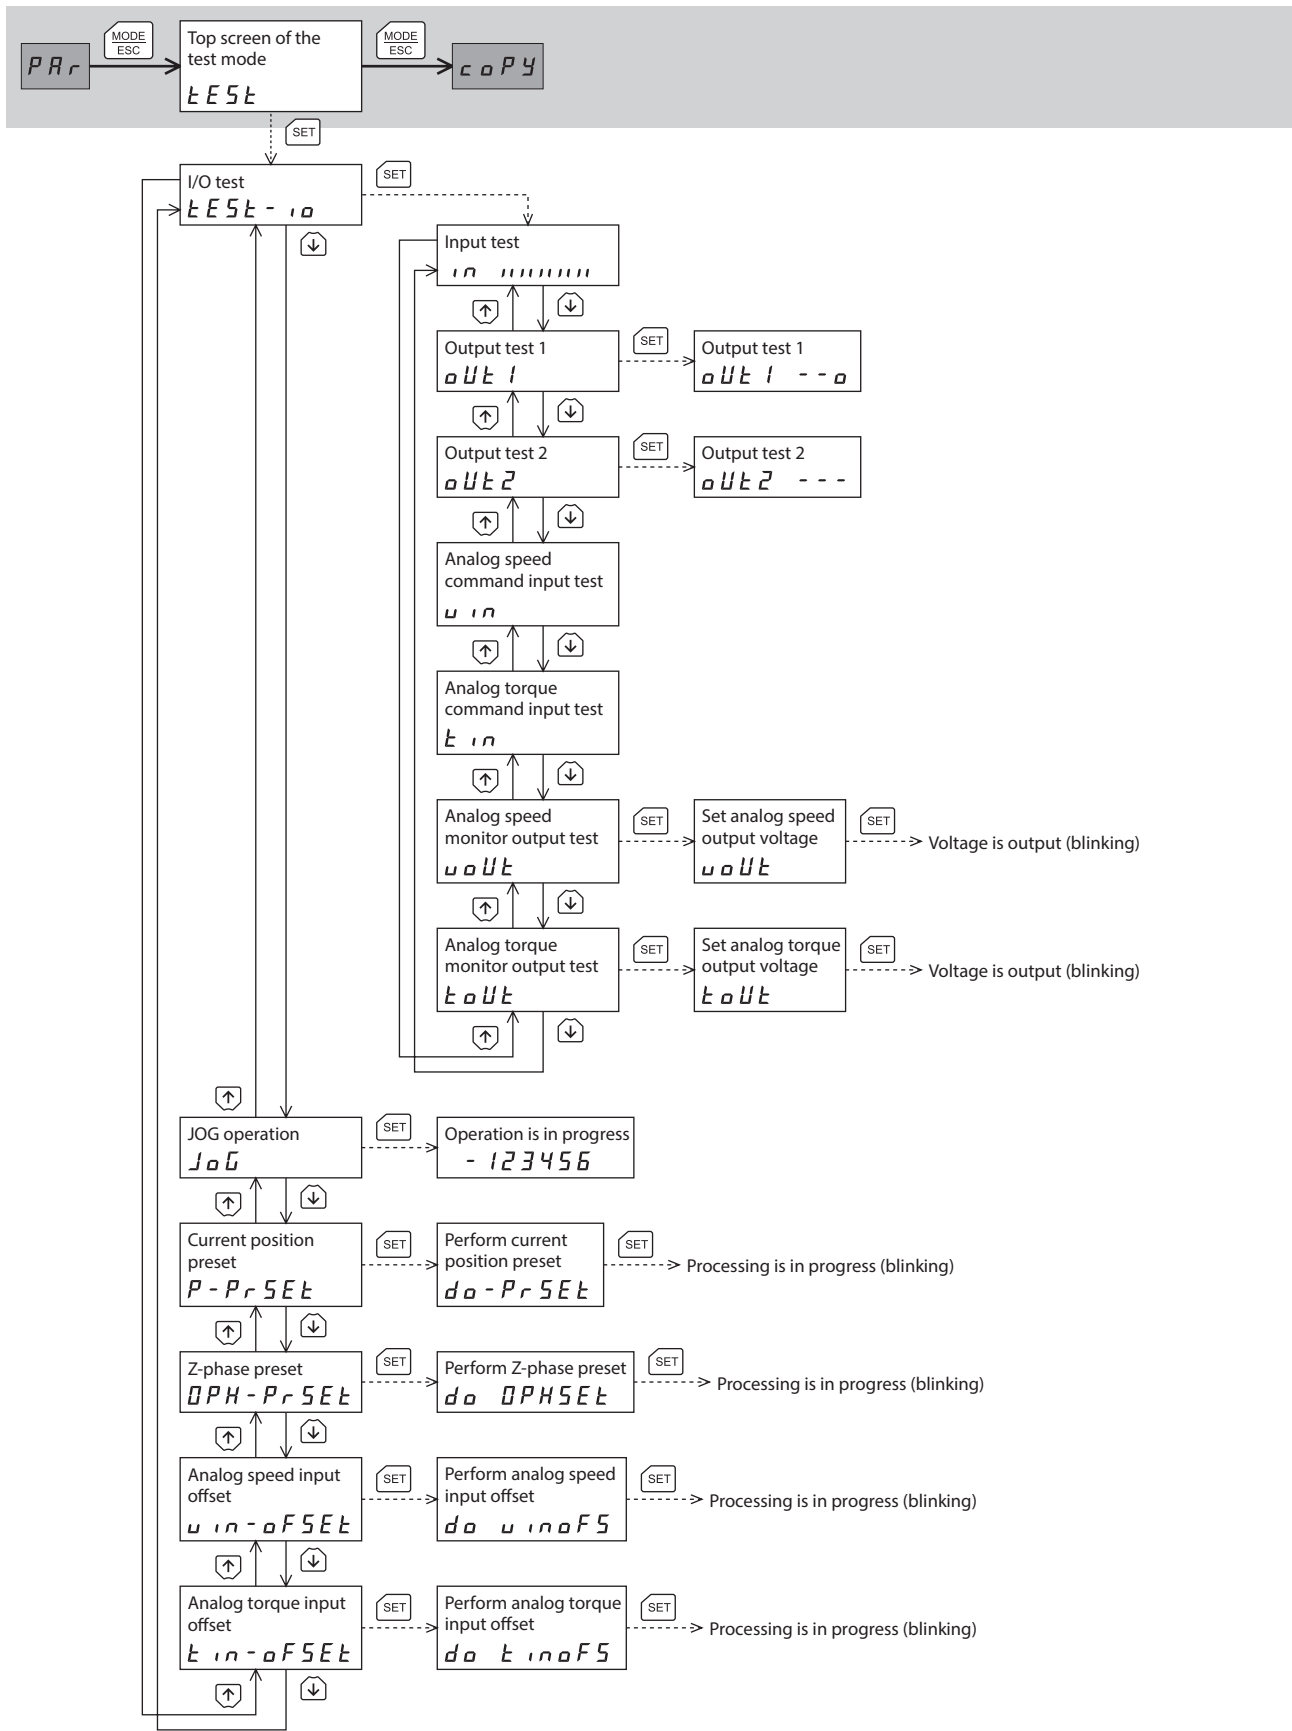 MODE
ESC
MODE
ESC
PAr
Top screen of the
test mode
tESt
coPY
SET
I/O test
tESt-io
SET
Input test
in ıııııııııı
Output test 1
oUt1
SET
Output test 1
oUt1 --o
Output test 2
oUt2
SET
Output test 2
oUt2 ---
Analog speed
command input test
vin
Analog torque
command input test
tin
Analog speed
monitor output test
voUt
SET
Set analog speed
output voltage
voUt
SET
Voltage is output (blinking)
Analog torque
monitor output test
toUt
SET
Set analog torque
output voltage
toUt
SET
Voltage is output (blinking)
JOG operation
JoG
SET
Operation is in progress
-123456
Current position
preset
P-PrSEt
SET
Perform current
position preset
do-PrSEt
SET
Processing is in progress (blinking)
Z-phase preset
0PH-PrSEt
SET
Perform Z-phase preset
do 0PHSEt
SET
Processing is in progress (blinking)
Analog speed input
offset
vin-oFSEt
SET
Perform analog speed
input offset
do vinoFS
SET
Processing is in progress (blinking)
Analog torque input
offset
tin-oFSEt
SET
Perform analog torque
input offset
do tinoFS
SET
Processing is in progress (blinking)